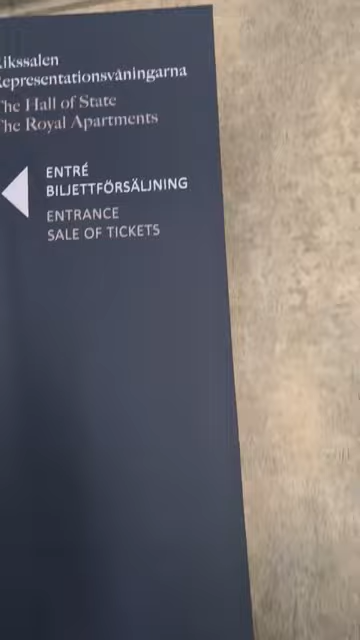 Rikssalen
Representationsvåningarna
The Hall of State
The Royal Apartments
ENTRÉ
BILJETTFÖRSÄLJNING
ENTRANCE
SALE OF TICKETS